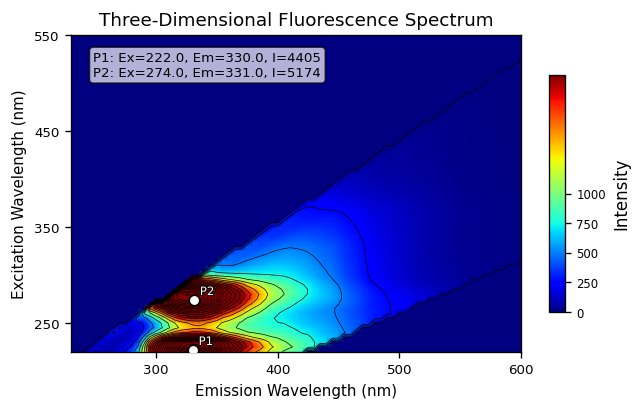 Three-Dimensional Fluorescence Spectrum
P1: Ex=222.0, Em=330.0, I=4405
P2: Ex=274.0, Em=331.0, I=5174
550
450
350
250
Excitation Wavelength (nm)
P2
P1
300
400
500
600
Emission Wavelength (nm)
1000
750
500
250
0
Intensity